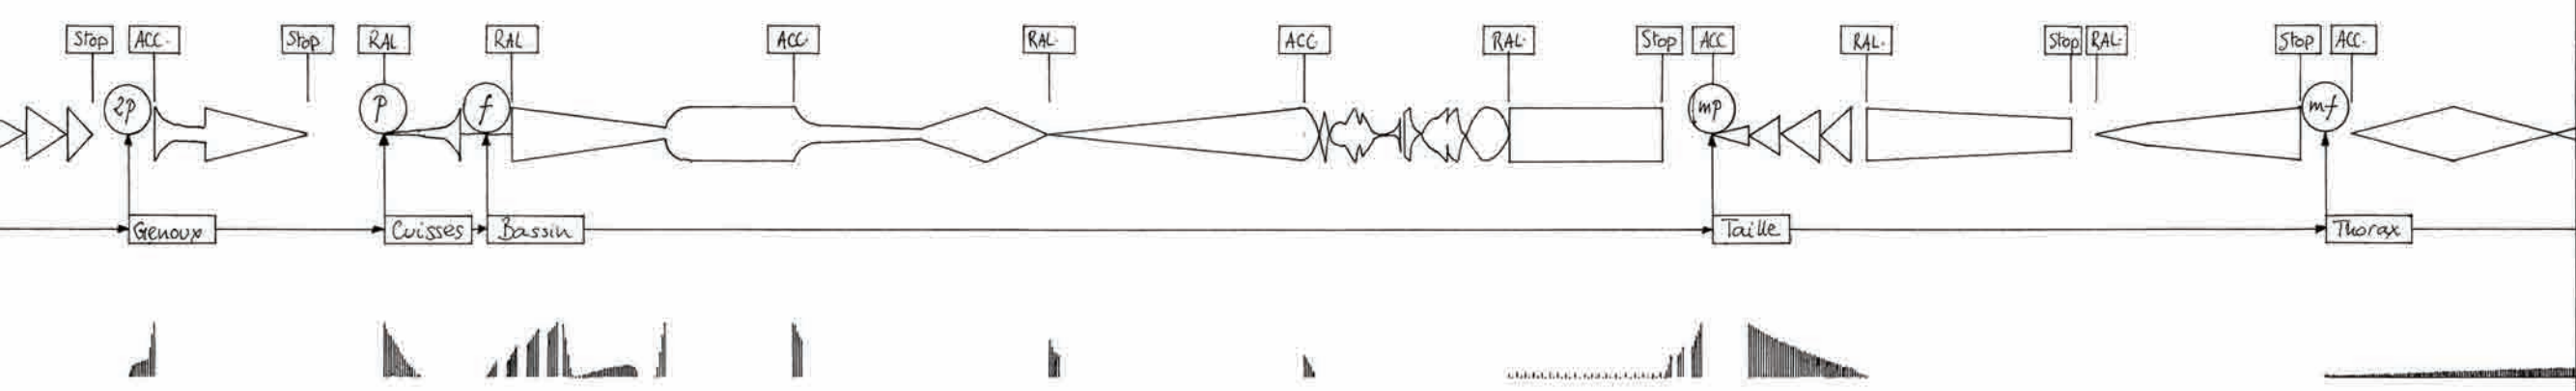 Stop ACC. Stop RAL RAL ACC. RAL. ACC. RAL. Stop ACC RAL. Stop RAL. Stop ACC.
2p p f mp mf
Genoux Cuisses Bassin Taille Thorax